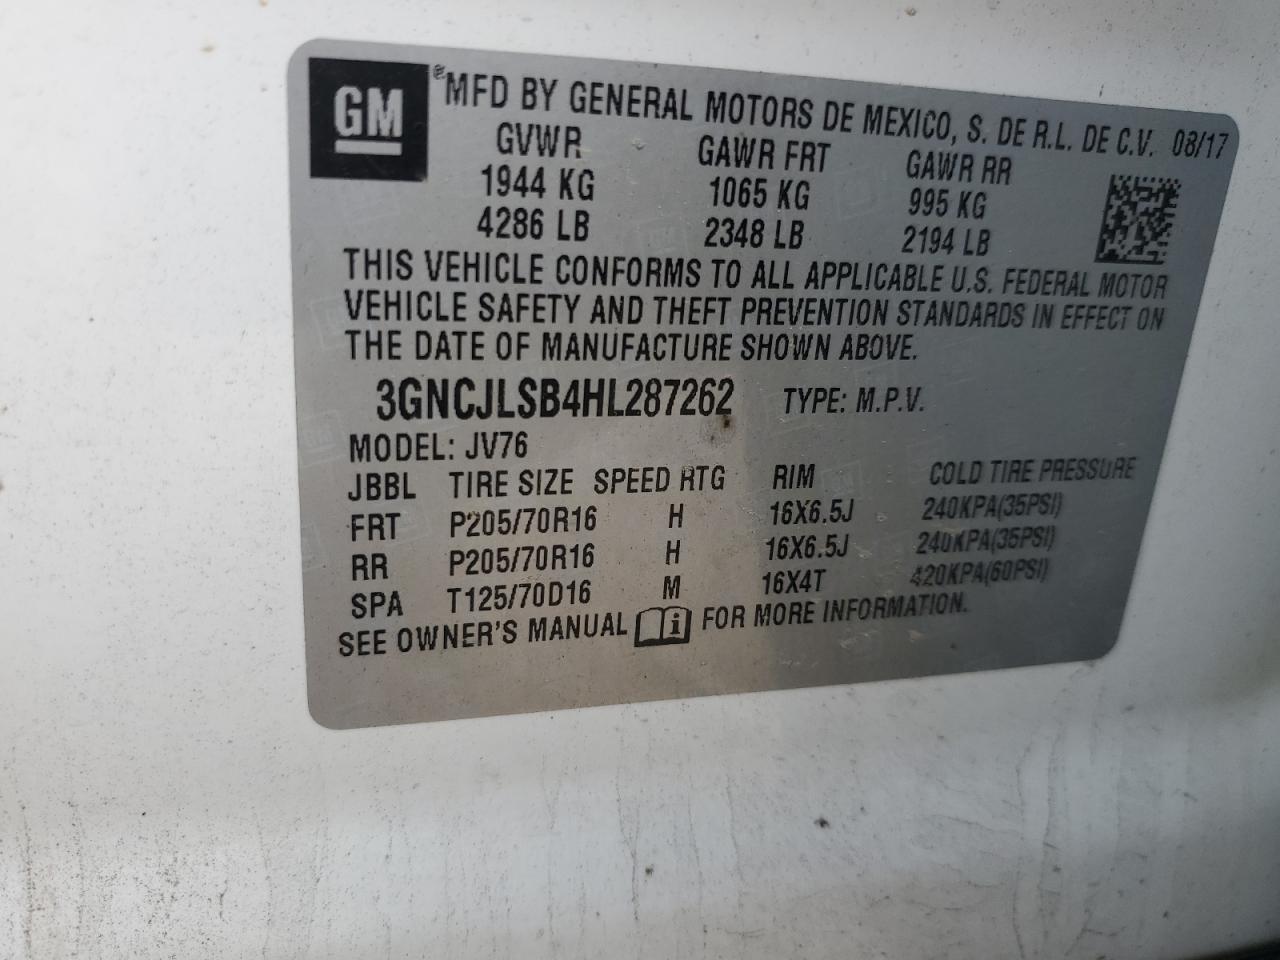 GM
® MFD BY GENERAL MOTORS DE MEXICO, S. DE R.L. DE C.V. 08/17
GVWR GAWR FRT GAWR RR
1944 KG 1065 KG 995 KG
4286 LB 2348 LB 2194 LB
THIS VEHICLE CONFORMS TO ALL APPLICABLE U.S. FEDERAL MOTOR
VEHICLE SAFETY AND THEFT PREVENTION STANDARDS IN EFFECT ON
THE DATE OF MANUFACTURE SHOWN ABOVE.
3GNCJLSB4HL287262 TYPE: M.P.V.
MODEL: JV76
JBBL TIRE SIZE SPEED RTG RIM COLD TIRE PRESSURE
FRT P205/70R16 H 16X6.5J 240KPA(35PSI)
RR P205/70R16 H 16X6.5J 240KPA(35PSI)
SPA T125/70D16 M 16X4T 420KPA(60PSI)
SEE OWNER'S MANUAL i FOR MORE INFORMATION.